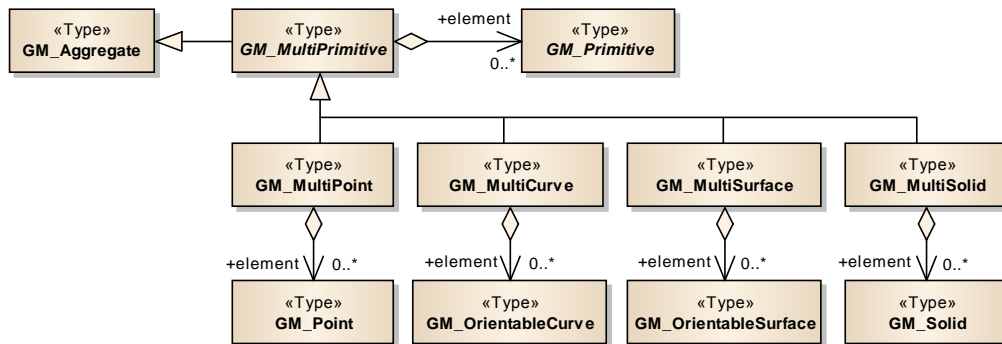 «Type»
GM_Aggregate
«Type»
GM_MultiPrimitive
+element
0..*
«Type»
GM_Primitive
«Type»
GM_MultiPoint
«Type»
GM_MultiCurve
«Type»
GM_MultiSurface
«Type»
GM_MultiSolid
+element 0..*
+element 0..*
+element 0..*
+element 0..*
«Type»
GM_Point
«Type»
GM_OrientableCurve
«Type»
GM_OrientableSurface
«Type»
GM_Solid